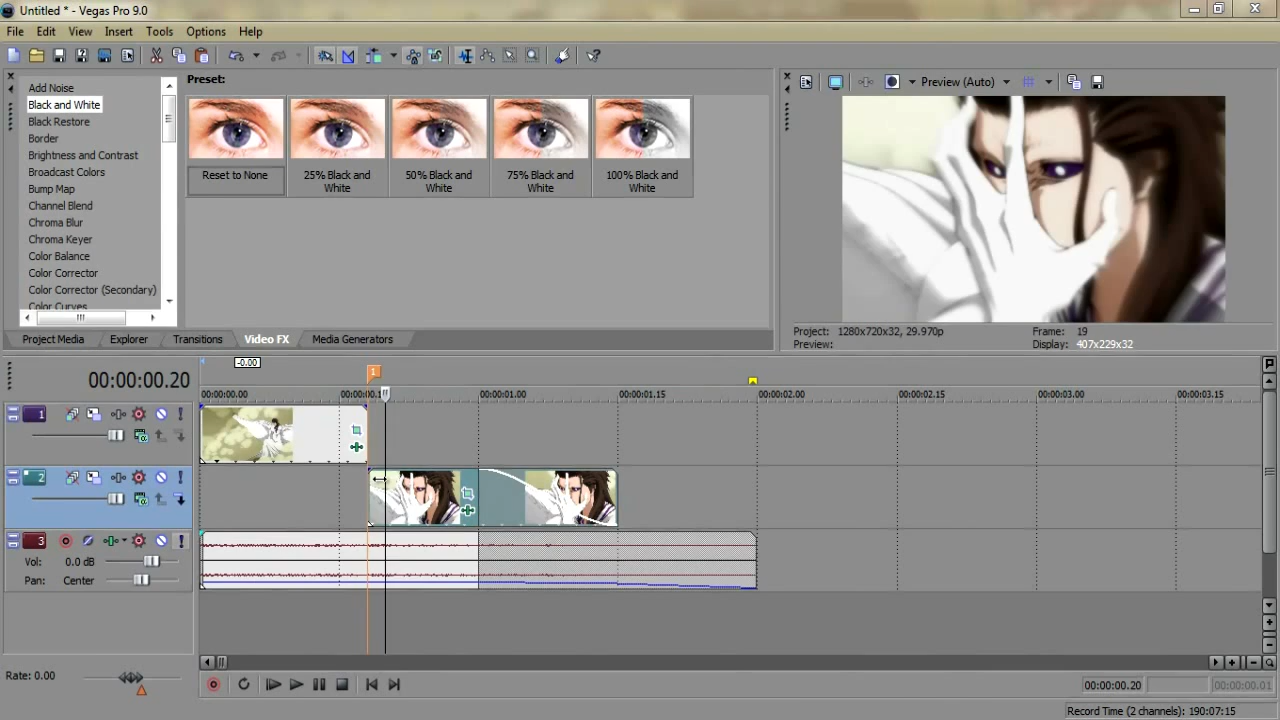 Untitled * - Vegas Pro 9.0
File Edit View Insert Tools Options Help
Add Noise
Black and White
Black Restore
Border
Brightness and Contrast
Broadcast Colors
Bump Map
Channel Blend
Chroma Blur
Chroma Keyer
Color Balance
Color Corrector
Color Corrector (Secondary)
Color Curves
Preset:
Reset to None
25% Black and White
50% Black and White
75% Black and White
100% Black and White
Preview (Auto)
Project: 1280x720x32, 29.970p
Frame: 19
Preview:
Display: 407x229x32
Project Media Explorer Transitions Video FX Media Generators
-0.00
00:00:00.20
1
00:00:00.00 00:00:01.00 00:00:01.15 00:00:02.00 00:00:02.15 00:00:03.00 00:00:03.15
1
2
3
Vol: 0.0 dB
Pan: Center
Rate: 0.00
00:00:00.20
00:00:00.01
Record Time (2 channels): 190:07:15